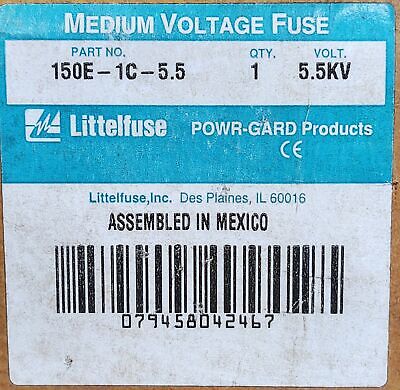 MEDIUM VOLTAGE FUSE
PART NO. QTY. VOLT.
150E-1C-5.5 1 5.5KV
Littelfuse POWR-GARD Products
CE
Littelfuse,Inc. Des Plaines, IL 60016
ASSEMBLED IN MEXICO
079458042467